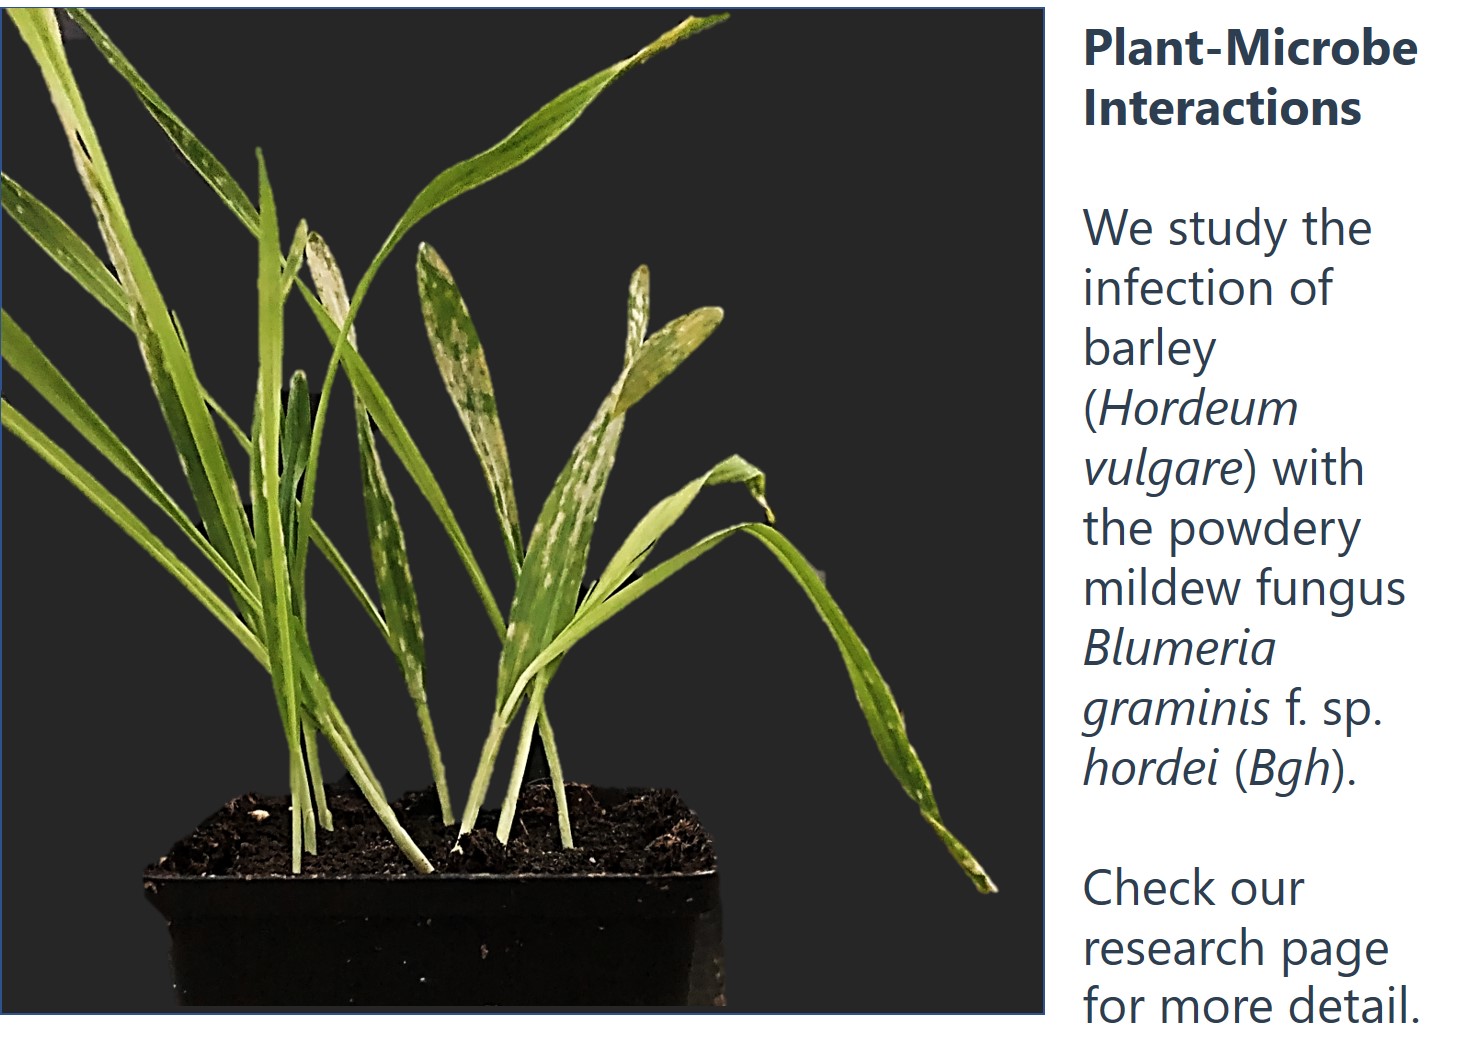 Plant-Microbe
Interactions
We study the
infection of
barley
(Hordeum
vulgare) with
the powdery
mildew fungus
Blumeria
graminis f. sp.
hordei (Bgh).
Check our
research page
for more detail.